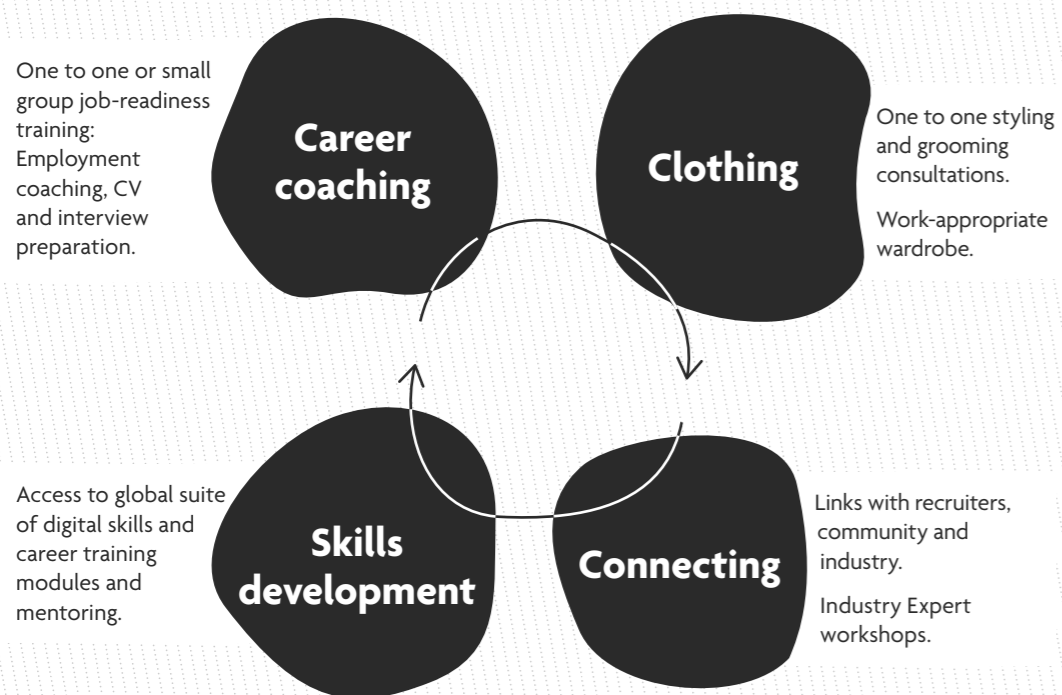 One to one or small
group job-readiness
training:
Employment
coaching, CV
and interview
preparation.
Career
coaching
Clothing
One to one styling
and grooming
consultations.
Work-appropriate
wardrobe.
Access to global suite
of digital skills and
career training
modules and
mentoring.
Skills
development
Connecting
Links with recruiters,
community and
industry.
Industry Expert
workshops.